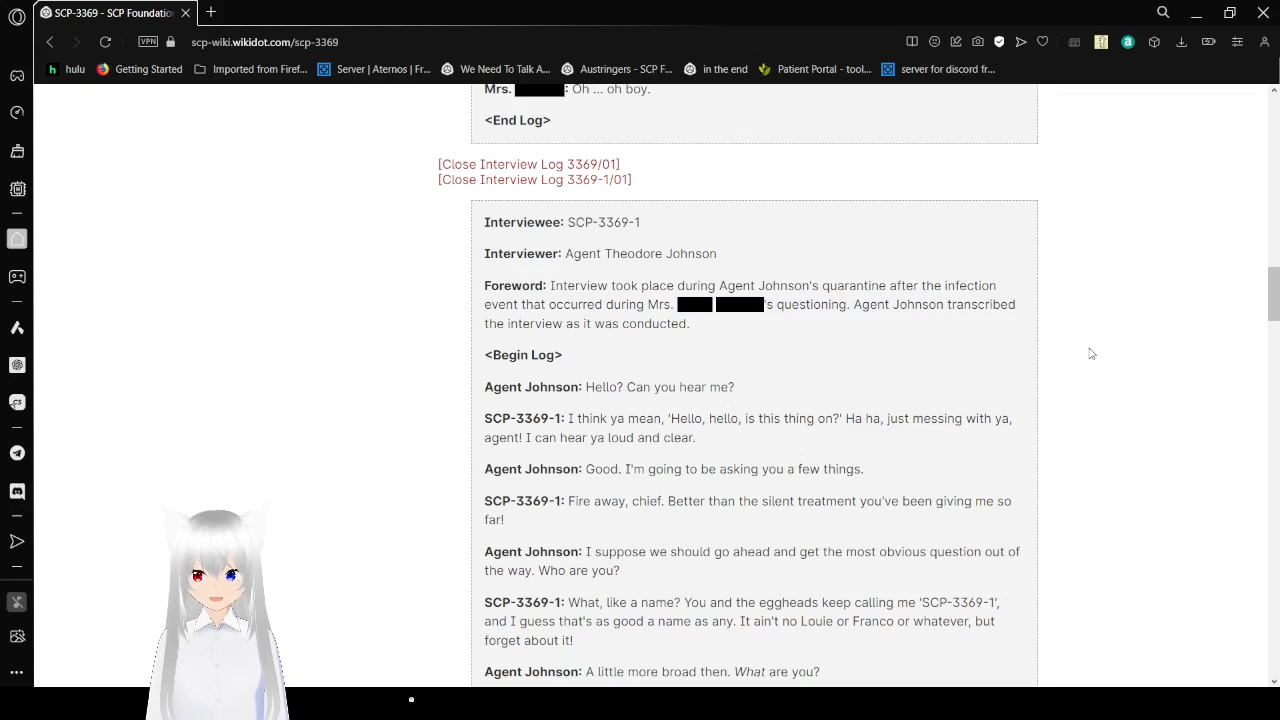 SCP-3369 - SCP Foundatio
scp-wiki.wikidot.com/scp-3369
VPN
hulu
Getting Started
Imported from Firef...
Server | Aternos | Fr...
We Need To Talk A...
Austringers - SCP F...
in the end
Patient Portal - tool...
server for discord fra...
Mrs. : Oh ... oh boy.
<End Log>
[Close Interview Log 3369/01]
[Close Interview Log 3369-1/01]
Interviewee: SCP-3369-1
Interviewer: Agent Theodore Johnson
Foreword: Interview took place during Agent Johnson's quarantine after the infection
event that occurred during Mrs. 's questioning. Agent Johnson transcribed
the interview as it was conducted.
<Begin Log>
Agent Johnson: Hello? Can you hear me?
SCP-3369-1: I think ya mean, 'Hello, hello, is this thing on?' Ha ha, just messing with ya,
agent! I can hear ya loud and clear.
Agent Johnson: Good. I'm going to be asking you a few things.
SCP-3369-1: Fire away, chief. Better than the silent treatment you've been giving me so
far!
Agent Johnson: I suppose we should go ahead and get the most obvious question out of
the way. Who are you?
SCP-3369-1: What, like a name? You and the eggheads keep calling me 'SCP-3369-1',
and I guess that's as good a name as any. It ain't no Louie or Franco or whatever, but
forget about it!
Agent Johnson: A little more broad then. What are you?